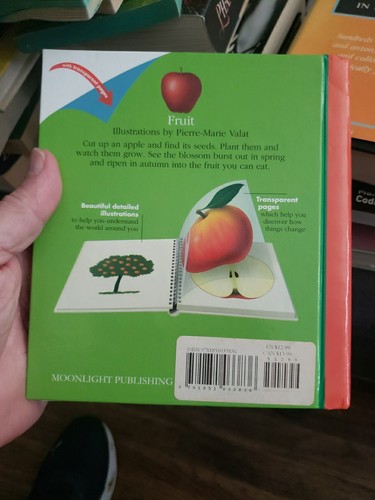 with transparent pages
Fruit
Illustrations by Pierre-Marie Valat
Cut up an apple and find its seeds. Plant them and
watch them grow. See the blossom burst out in spring
and ripen in autumn into the fruit you can eat.
Beautiful detailed
illustrations
to help you understand
the world around you
Transparent
pages
which help you
discover how
things change
MOONLIGHT PUBLISHING